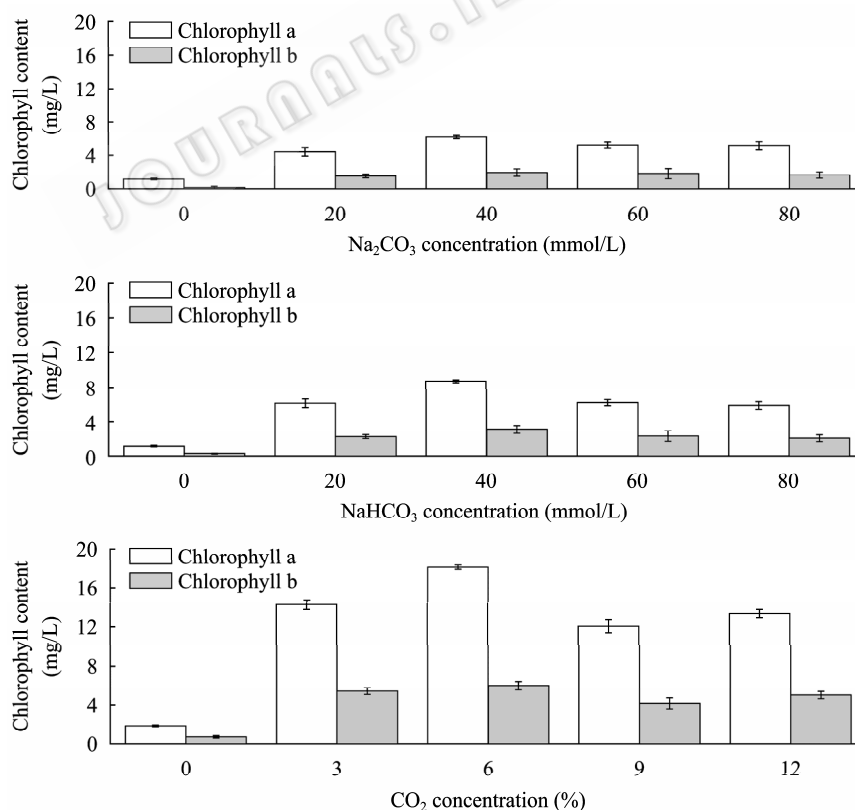 JOURNALS.
20
16
12
8
4
0
Chlorophyll content
(mg/L)
Chlorophyll a
Chlorophyll b
0 20 40 60 80
Na₂CO₃ concentration (mmol/L)
20
16
12
8
4
0
Chlorophyll content
(mg/L)
Chlorophyll a
Chlorophyll b
0 20 40 60 80
NaHCO₃ concentration (mmol/L)
20
16
12
8
4
0
Chlorophyll content
(mg/L)
Chlorophyll a
Chlorophyll b
0 3 6 9 12
CO₂ concentration (%)